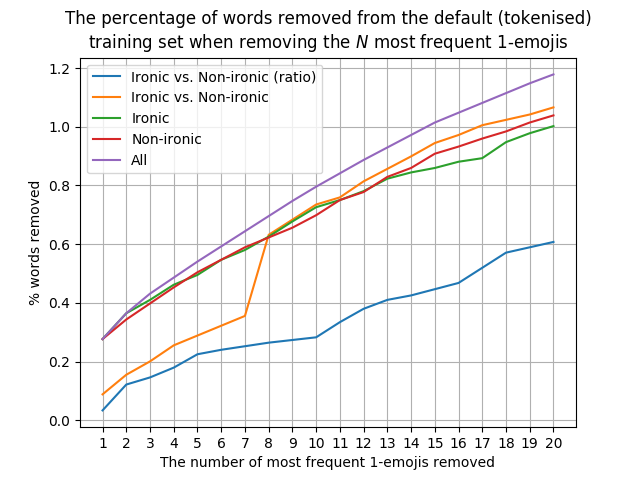 The percentage of words removed from the default (tokenised)
training set when removing the N most frequent 1-emojis
Ironic vs. Non-ironic (ratio)
Ironic vs. Non-ironic
Ironic
Non-ironic
All
% words removed
1.2
1.0
0.8
0.6
0.4
0.2
0.0
1 2 3 4 5 6 7 8 9 10 11 12 13 14 15 16 17 18 19 20
The number of most frequent 1-emojis removed